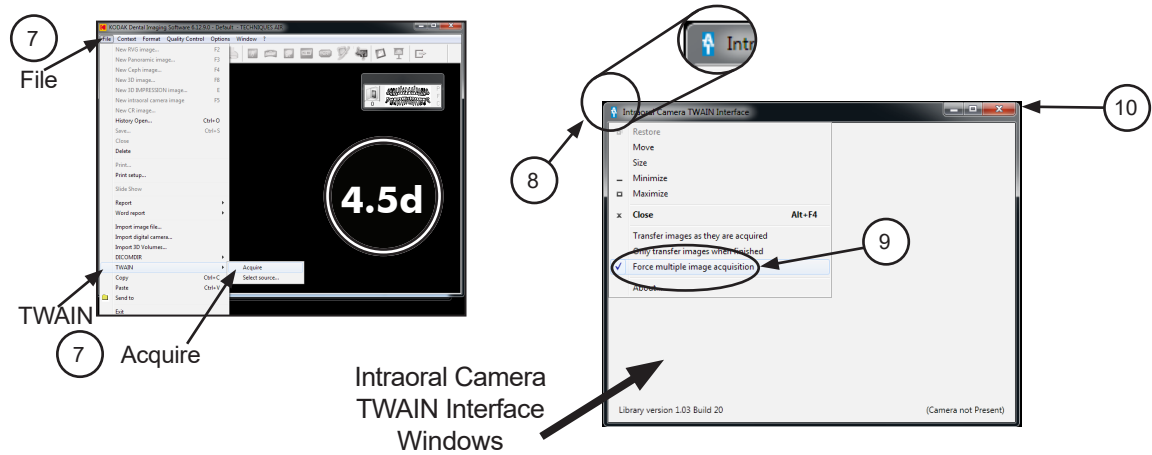 7
File
KODAK Dental Imaging Software 6.12.9.0 - Default - TECHNIQUES AID
File Context Format Quality Control Options Window ?
New RVG image... F2
New Panoramic image... F3
New Ceph image... F4
New 3D image... F8
New 3D IMPRESSION image... 8
New intraoral camera image F5
New CR image...
History Open... Ctrl+O
Save... Ctrl+S
Close
Delete
Print...
Print setup...
Slide Show
Report
Word report
Import image file...
Import digital camera...
Import 3D Volumes...
DICOMDIR
TWAIN
Acquire
Copy Ctrl+C
Select source...
Paste Ctrl+V
Send to
Exit
0
4.5d
TWAIN
7
Acquire
Intr
8
10
Intraoral Camera TWAIN Interface
Restore
Move
Size
Minimize
Maximize
x Close Alt+F4
Transfer images as they are acquired
Only transfer images when finished
9
Force multiple image acquisition
About
Library version 1.03 Build 20
(Camera not Present)
Intraoral Camera
TWAIN Interface
Windows